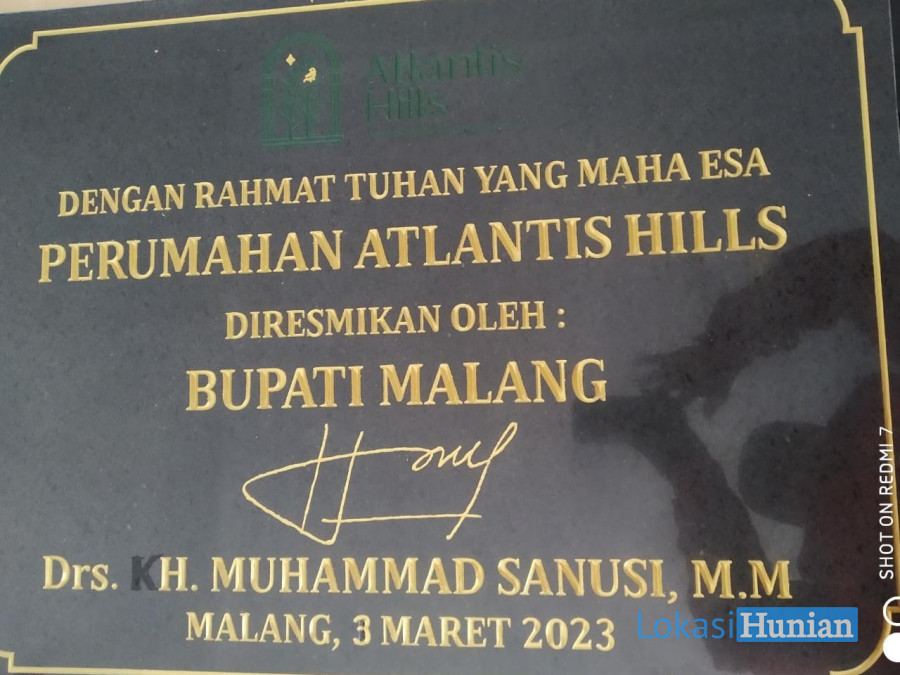 Atlantis
Hills
DENGAN RAHMAT TUHAN YANG MAHA ESA
PERUMAHAN ATLANTIS HILLS
DIRESMIKAN OLEH :
BUPATI MALANG
Drs. KH. MUHAMMAD SANUSI, M.M
MALANG, 3 MARET 2023
LokasiHunian
SHOT ON REDMI 7